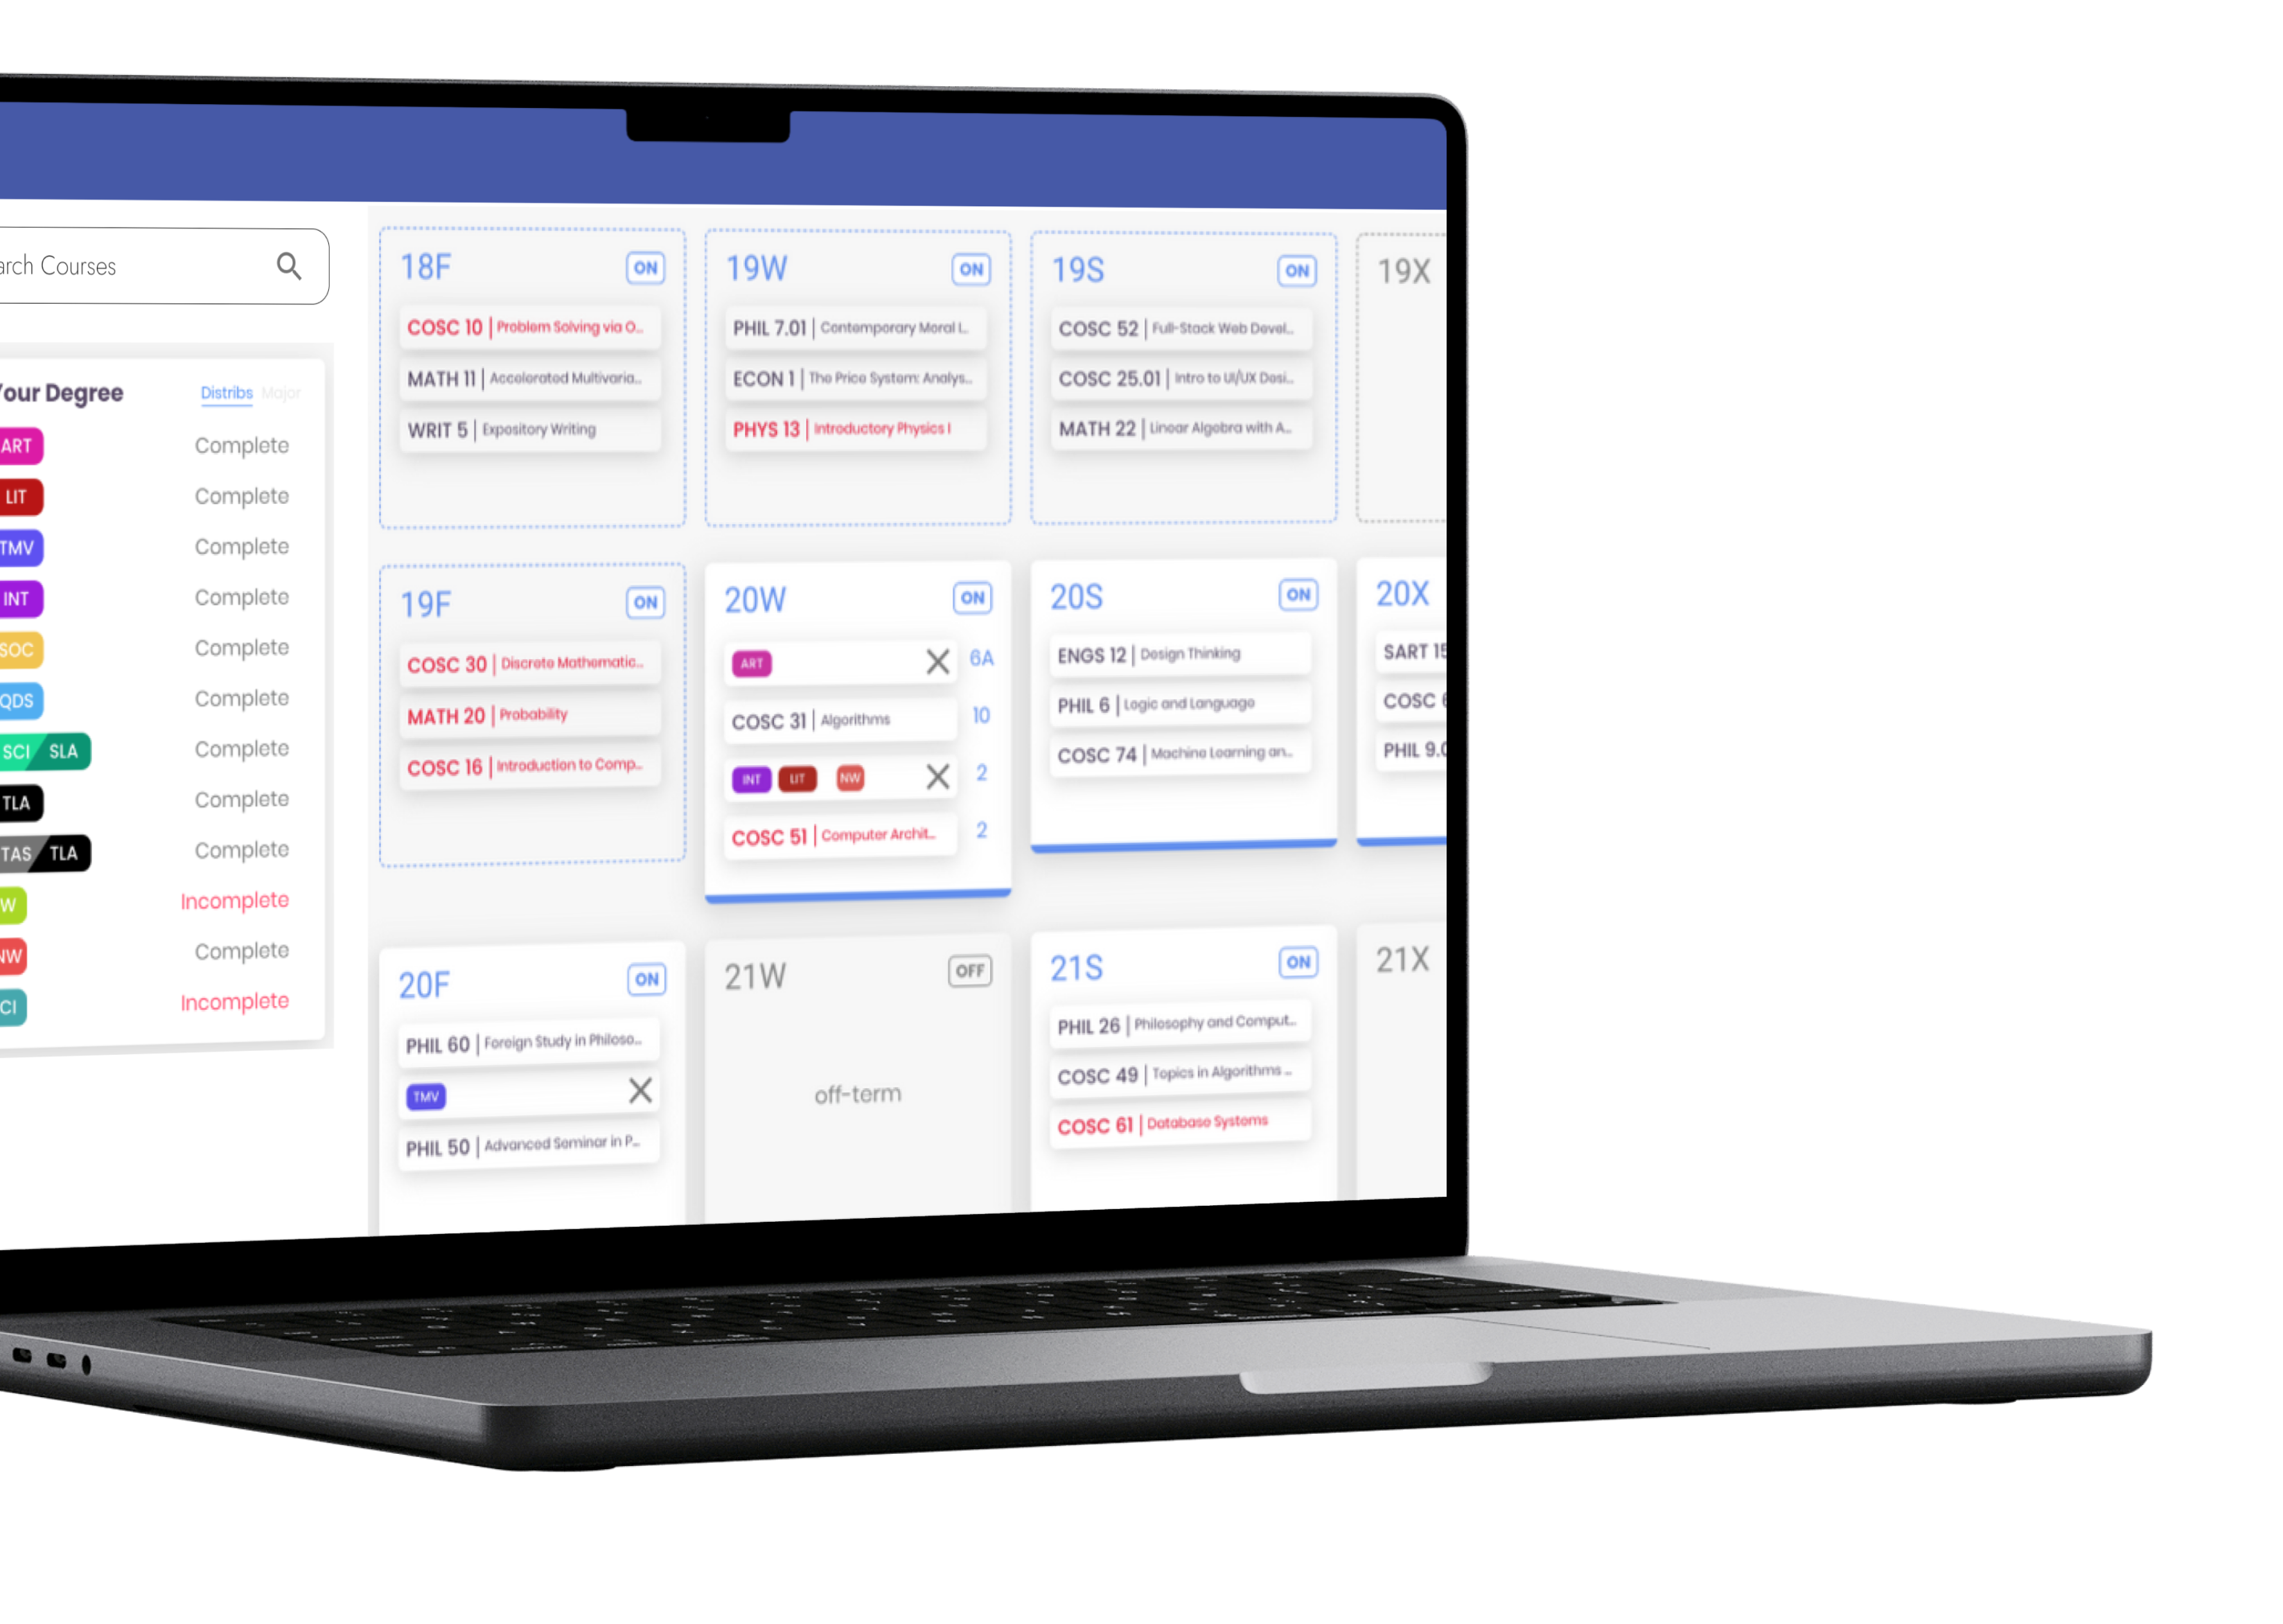 arch Courses
Your Degree Distribs Major
ART Complete
LIT Complete
TMV Complete
INT Complete
SOC Complete
QDS Complete
SCI SLA Complete
TLA Complete
TAS TLA Complete
W Incomplete
NW Complete
CI Incomplete
18F ON
COSC 10 | Problem Solving via O...
MATH 11 | Accelerated Multivaria...
WRIT 5 | Expository Writing
19W ON
PHIL 7.01 | Contemporary Moral I...
ECON 1 | The Price System: Analys...
PHYS 13 | Introductory Physics I
19S ON
COSC 52 | Full-Stack Web Devel...
COSC 25.01 | Intro to UI/UX Desi...
MATH 22 | Linear Algebra with A...
19X
19F ON
COSC 30 | Discrete Mathematic...
MATH 20 | Probability
COSC 16 | Introduction to Comp...
20W ON
ART 6A
COSC 31 | Algorithms 10
INT LIT NW 2
COSC 51 | Computer Archit... 2
20S ON
ENGS 12 | Design Thinking
PHIL 6 | Logic and Language
COSC 74 | Machine Learning an...
20X
SART 15
COSC 6
PHIL 9.0
20F ON
PHIL 60 | Foreign Study in Philoso...
TMV
PHIL 50 | Advanced Seminar in P...
21W OFF
off-term
21S ON
PHIL 26 | Philosophy and Comput...
COSC 49 | Topics in Algorithms ...
COSC 61 | Database Systems
21X